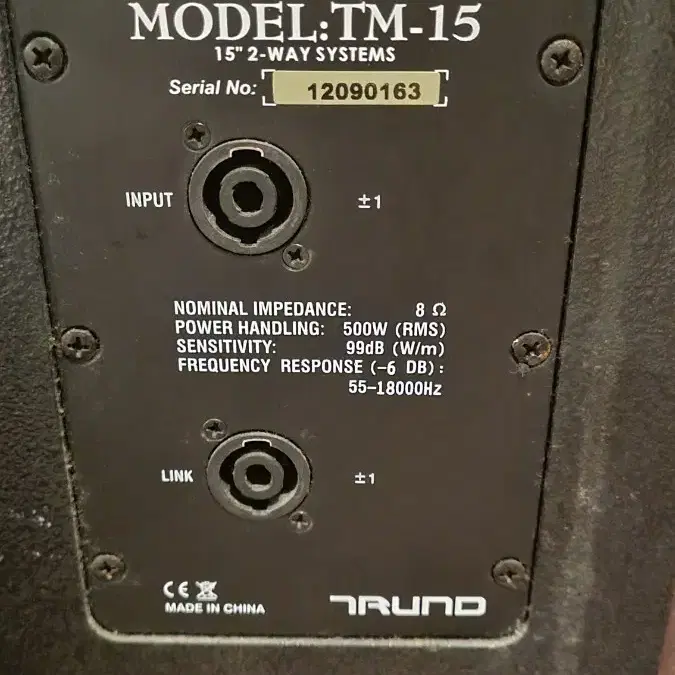 MODEL:TM-15
15" 2-WAY SYSTEMS
Serial No: 12090163
INPUT ±1
NOMINAL IMPEDANCE: 8 Ω
POWER HANDLING: 500W (RMS)
SENSITIVITY: 99dB (W/m)
FREQUENCY RESPONSE (-6 DB):
55-18000Hz
LINK ±1
CE
MADE IN CHINA
TRUND